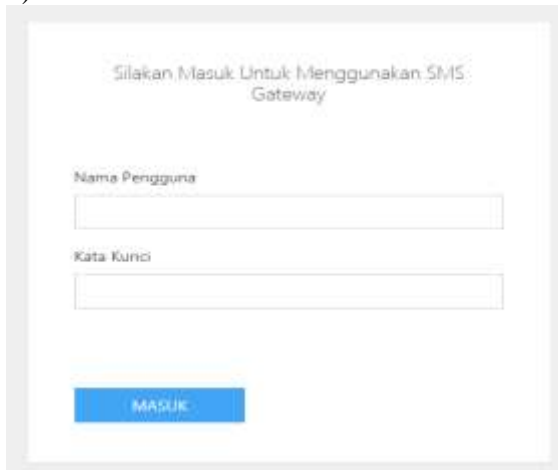 Silakan Masuk Untuk Menggunakan SMS
Gateway
Nama Pengguna
Kata Kunci
MASUK